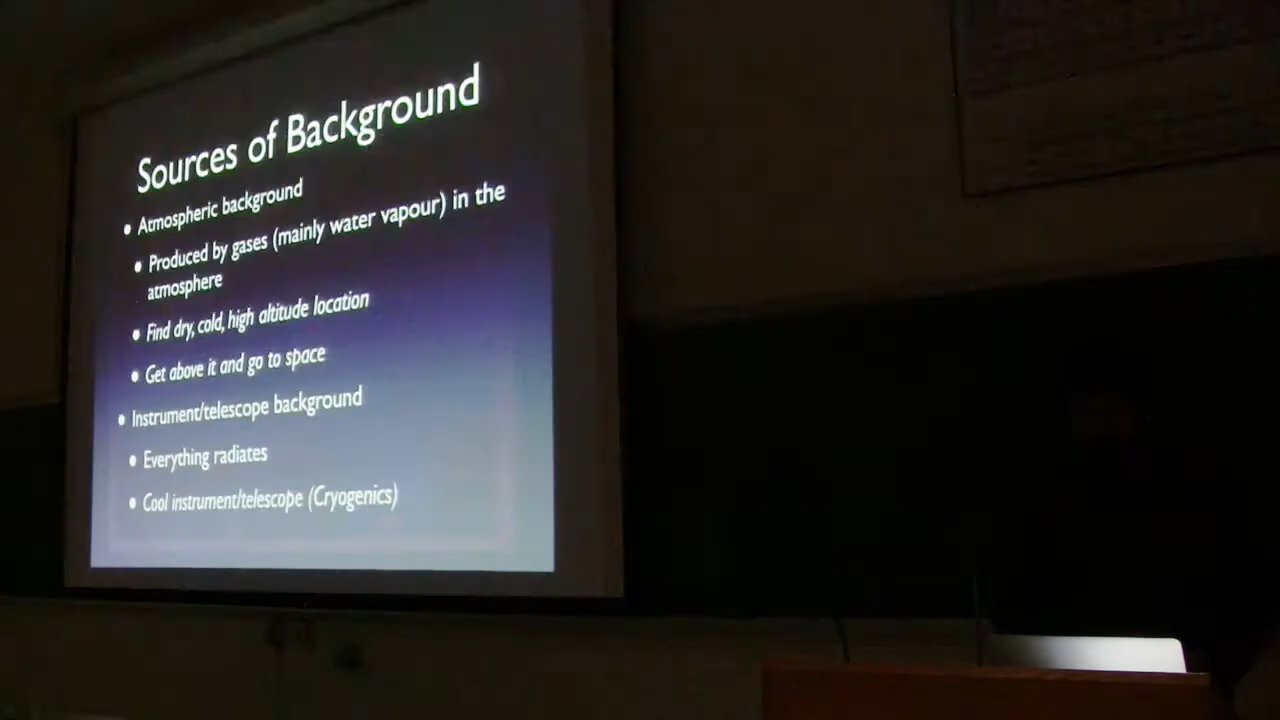 Sources of Background
• Atmospheric background
• Produced by gases (mainly water vapour) in the
atmosphere
• Find dry, cold, high altitude location
• Get above it and go to space
• Instrument/telescope background
• Everything radiates
• Cool instrument/telescope (Cryogenics)